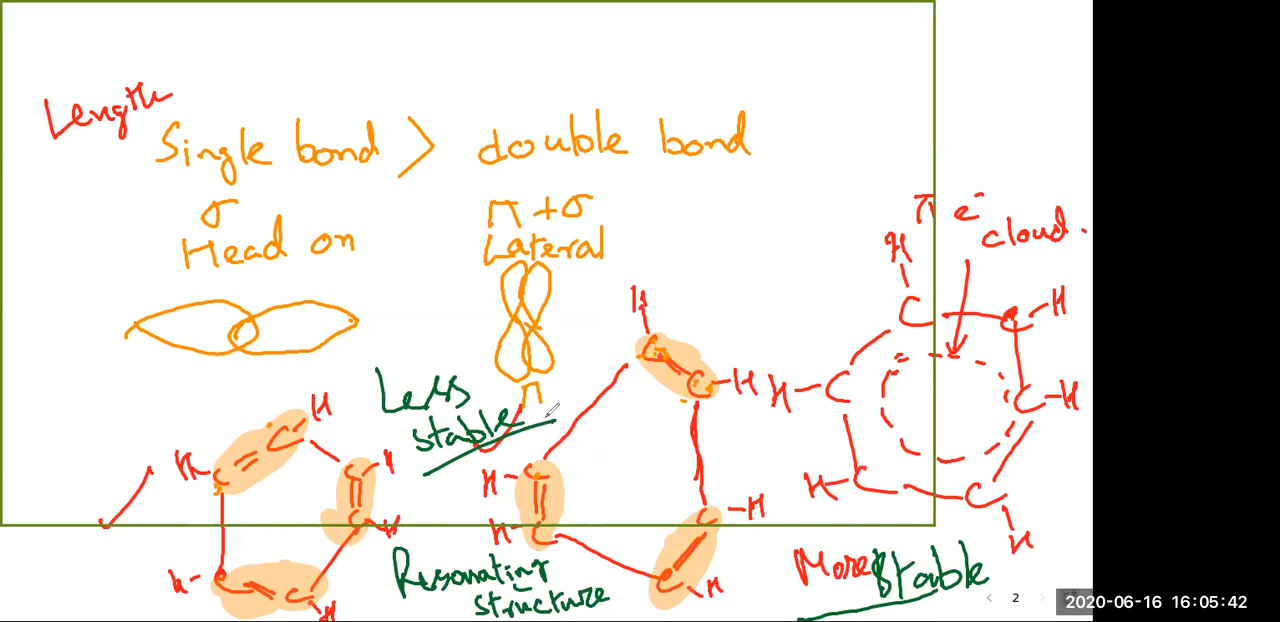 Length
Single bond > double bond
σ
π + σ
Head on
Lateral
π e⁻
cloud.
π
Less
stable
H
C
C
H
H
C
H
C
H
C
H
C
H
H
C
C
H
H
C
H
C
C
H
C
H
H
C
C
H
H
C
C
H
H
C
C
H
Resonating
structure
More stable
2
2020-06-16 16:05:42